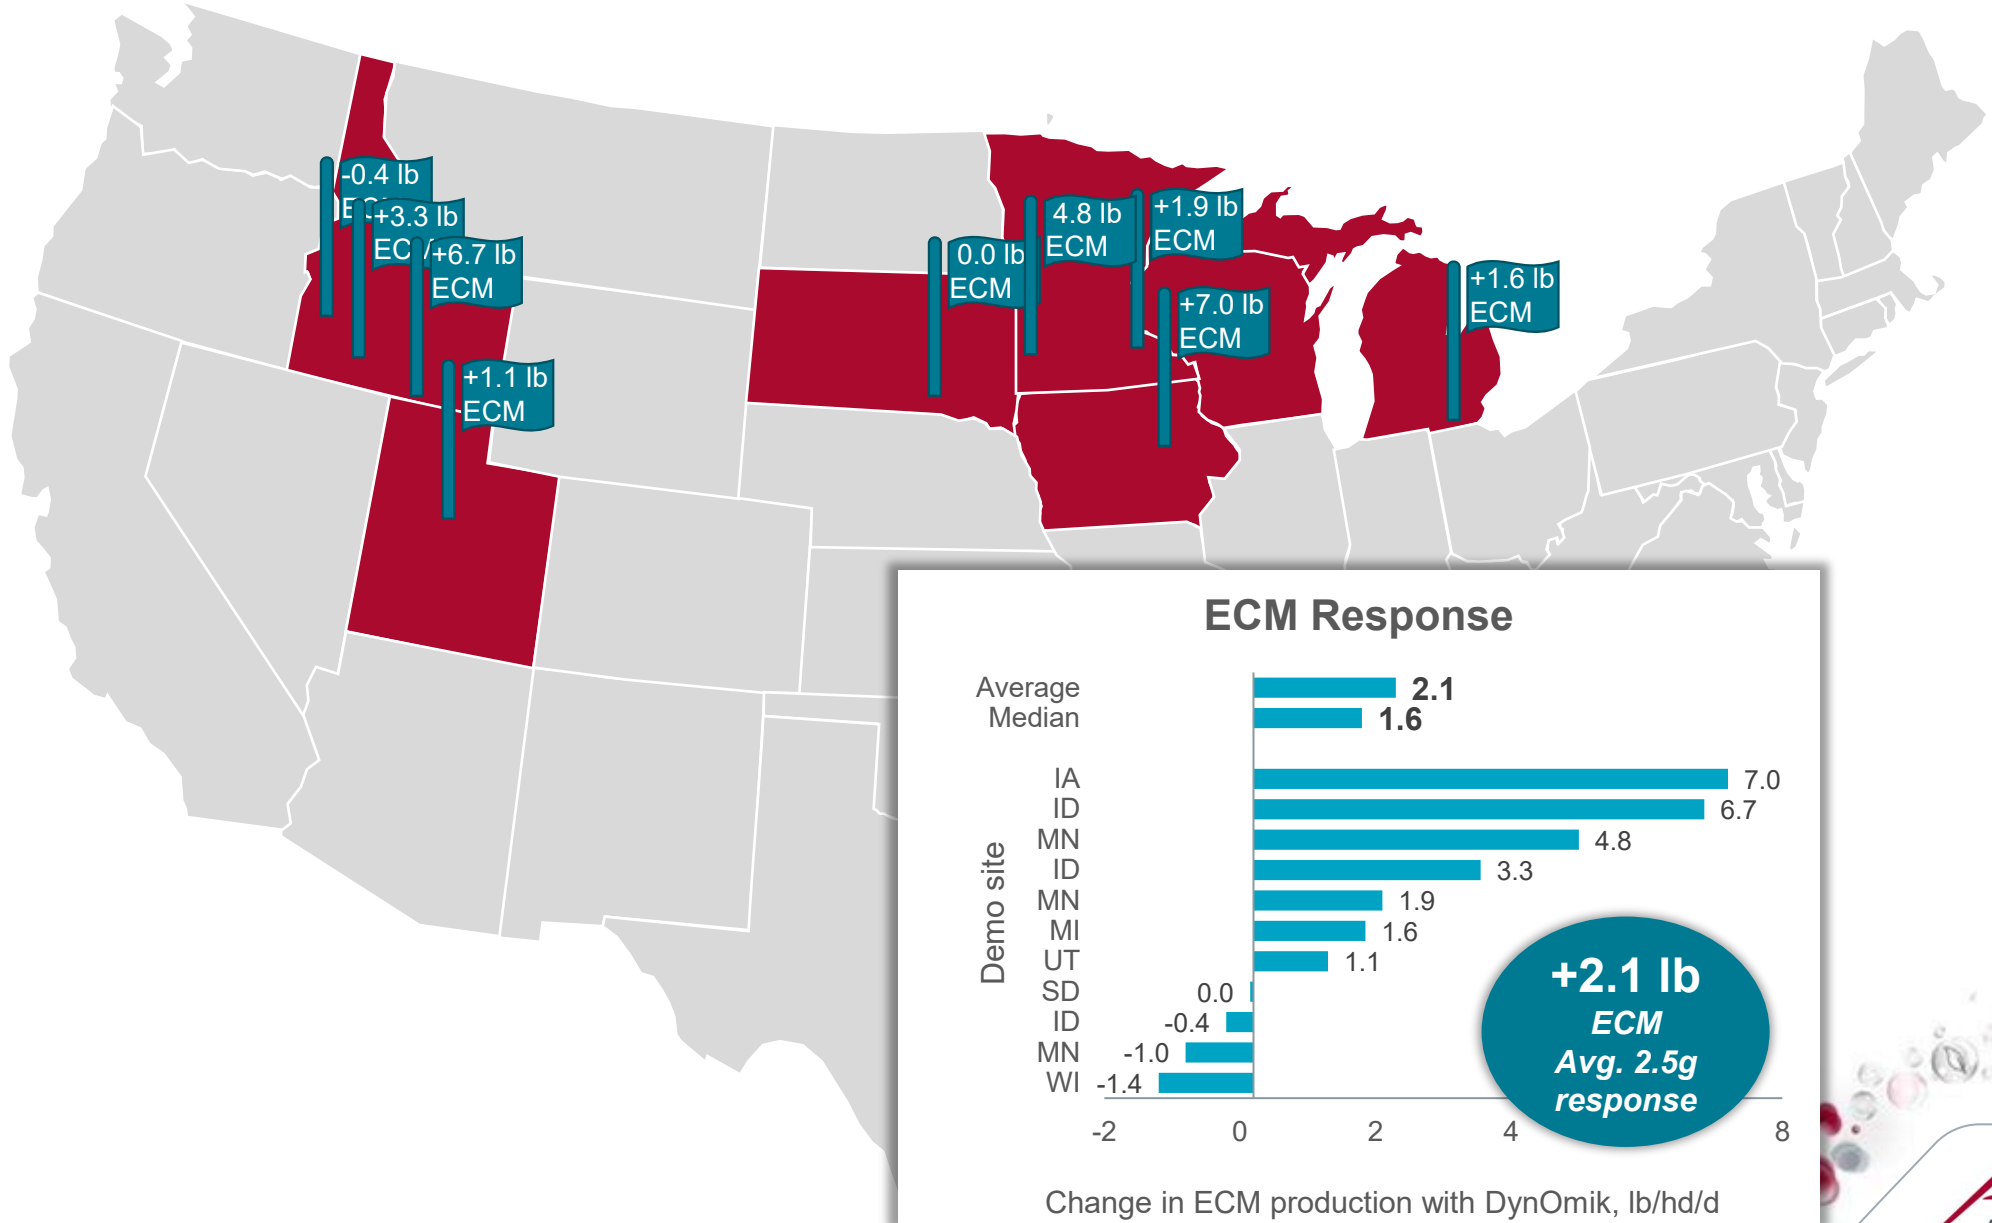 -0.4 lb
EC
+3.3 lb
EC
+6.7 lb
ECM
+1.1 lb
ECM
0.0 lb
ECM
4.8 lb
ECM
+1.9 lb
ECM
+7.0 lb
ECM
+1.6 lb
ECM
ECM Response
Average 2.1
Median 1.6
Demo site
IA 7.0
ID 6.7
MN 4.8
ID 3.3
MN 1.9
MI 1.6
UT 1.1
SD 0.0
ID -0.4
MN -1.0
WI -1.4
+2.1 lb
ECM
Avg. 2.5g
response
-2 0 2 4 8
Change in ECM production with DynOmik, lb/hd/d